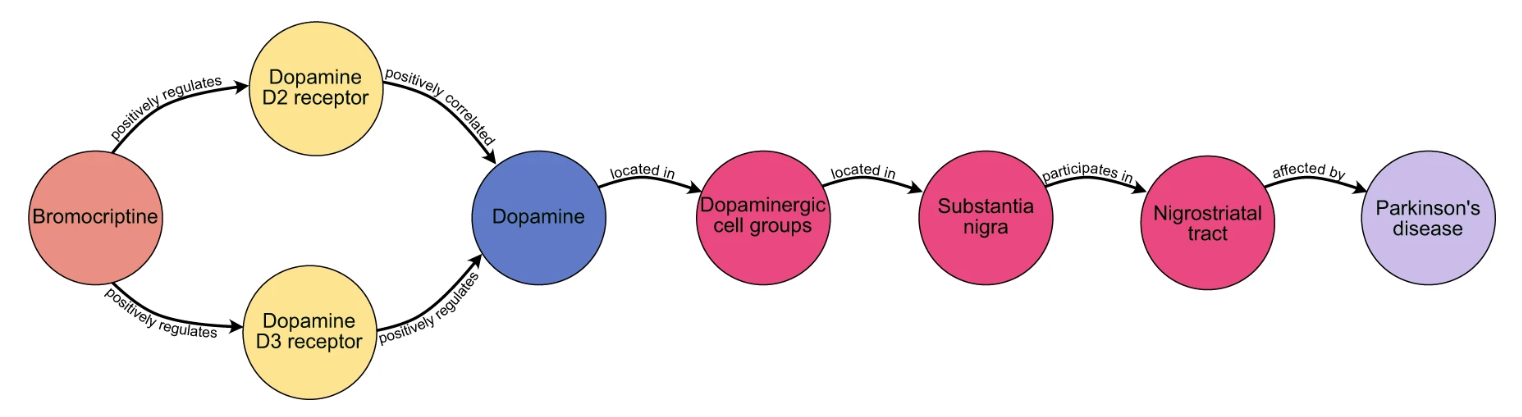 Bromocriptine
positively regulates
Dopamine
D2 receptor
positively correlated
positively regulates
Dopamine
D3 receptor
positively regulates
Dopamine
located in
Dopaminergic
cell groups
located in
Substantia
nigra
participates in
Nigrostriatal
tract
affected by
Parkinson's
disease